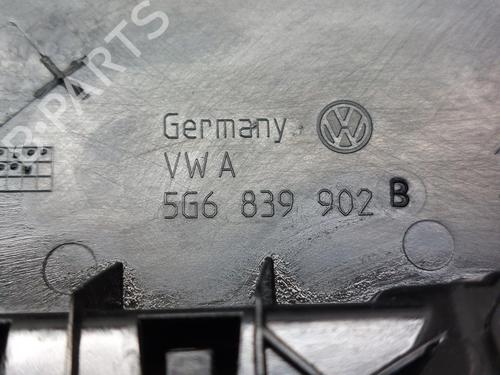 PARTS
Germany
VW A
5G6 839 902 B